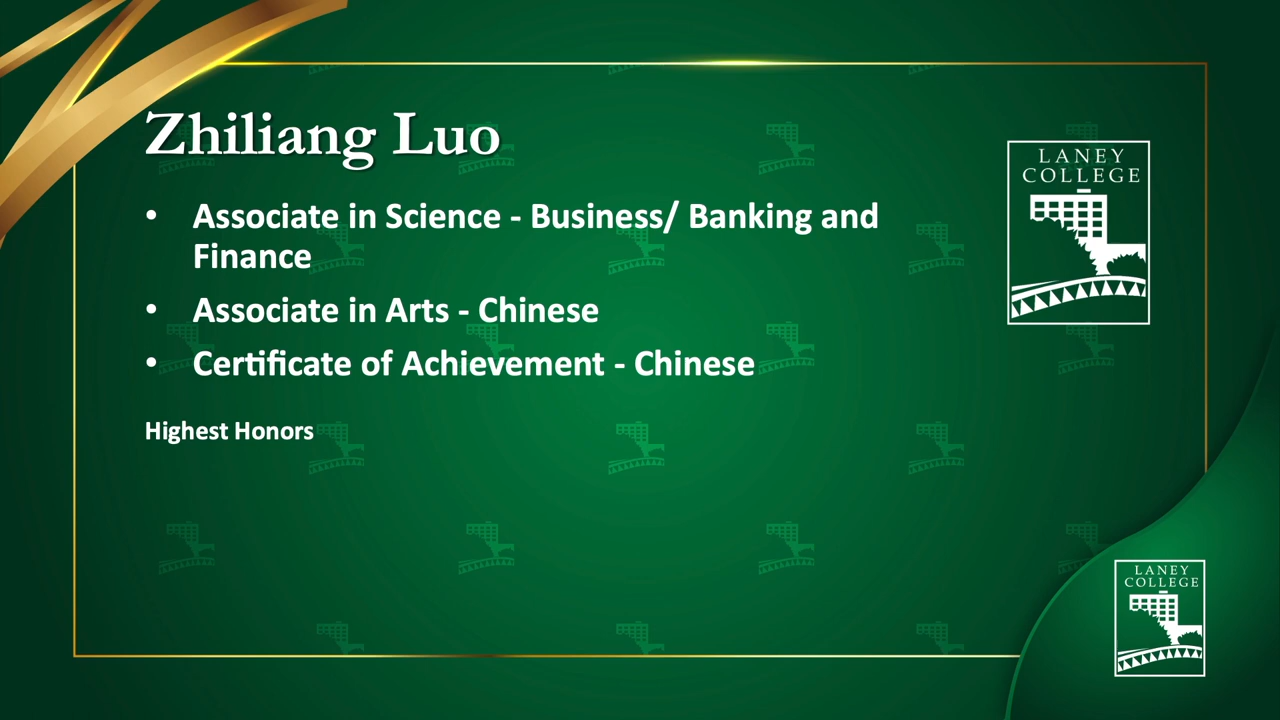 Zhiliang Luo
LANEY
COLLEGE
• Associate in Science - Business/ Banking and
Finance
• Associate in Arts - Chinese
• Certificate of Achievement - Chinese
Highest Honors
LANEY
COLLEGE